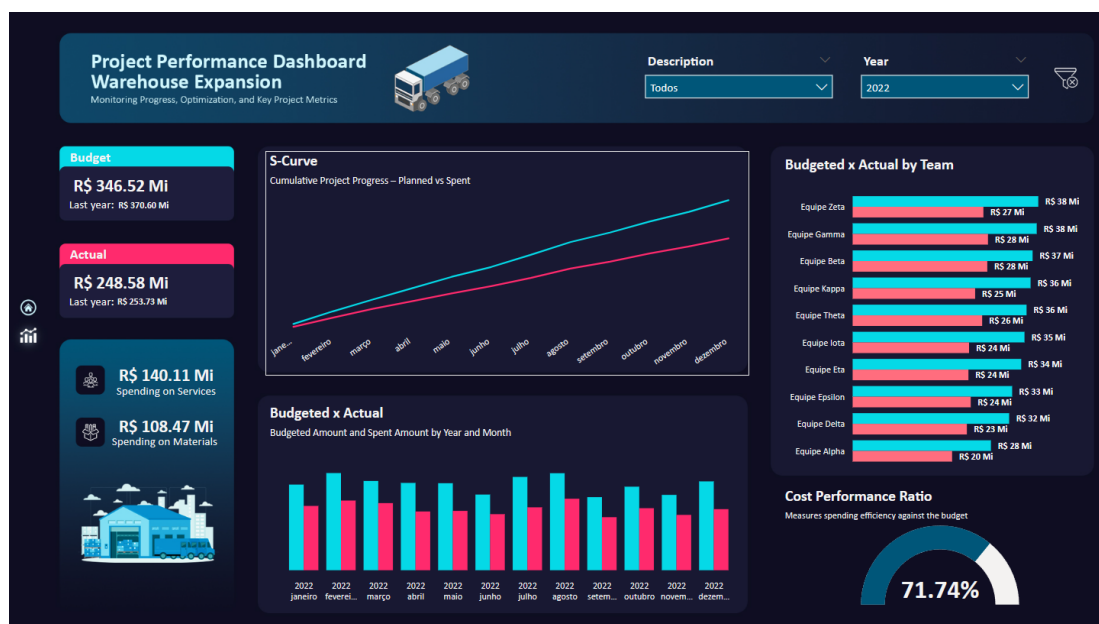 Project Performance Dashboard
Warehouse Expansion
Monitoring Progress, Optimization, and Key Project Metrics
Description
Todos
Year
2022
Budget
R$ 346.52 Mi
Last year: R$ 370.60 Mi
Actual
R$ 248.58 Mi
Last year: R$ 253.73 Mi
R$ 140.11 Mi
Spending on Services
R$ 108.47 Mi
Spending on Materials
S-Curve
Cumulative Project Progress – Planned vs Spent
jane... fevereiro março abril maio junho julho agosto setembro outubro novembro dezembro
Budgeted x Actual
Budgeted Amount and Spent Amount by Year and Month
2022 2022 2022 2022 2022 2022 2022 2022 2022 2022 2022 2022
janeiro feverei... março abril maio junho julho agosto setem... outubro novem... dezem...
Budgeted x Actual by Team
Equipe Zeta R$ 38 Mi
R$ 27 Mi
Equipe Gamma R$ 38 Mi
R$ 28 Mi
Equipe Beta R$ 37 Mi
R$ 28 Mi
Equipe Kappa R$ 36 Mi
R$ 25 Mi
Equipe Theta R$ 36 Mi
R$ 26 Mi
Equipe Iota R$ 35 Mi
R$ 24 Mi
Equipe Eta R$ 34 Mi
R$ 24 Mi
Equipe Epsilon R$ 33 Mi
R$ 24 Mi
Equipe Delta R$ 32 Mi
R$ 23 Mi
Equipe Alpha R$ 28 Mi
R$ 20 Mi
Cost Performance Ratio
Measures spending efficiency against the budget
71.74%